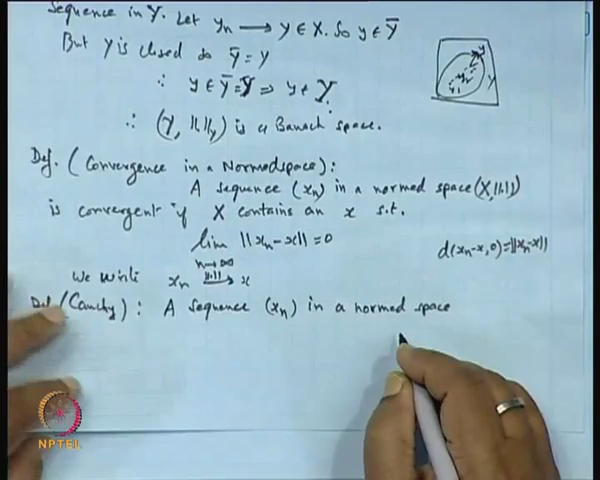 Sequence in Y. Let yₙ ⟶ y ∈ X. So y ∈ Ȳ
But Y is closed so Ȳ = Y
∴ y ∈ Ȳ = Y ⇒ y ∈ Y.
∴ (Y, ||.||_Y) is a Banach space.
Def. (Convergence in a Normed space):
A sequence (xₙ) in a normed space (X, ||.||)
is convergent if X contains an x s.t.
lim ||xₙ - x|| = 0
n→∞
d(xₙ-x, 0) = ||xₙ-x||
We write xₙ ⟶ x
||.||
Def (Cauchy): A sequence (xₙ) in a normed space
NPTEL